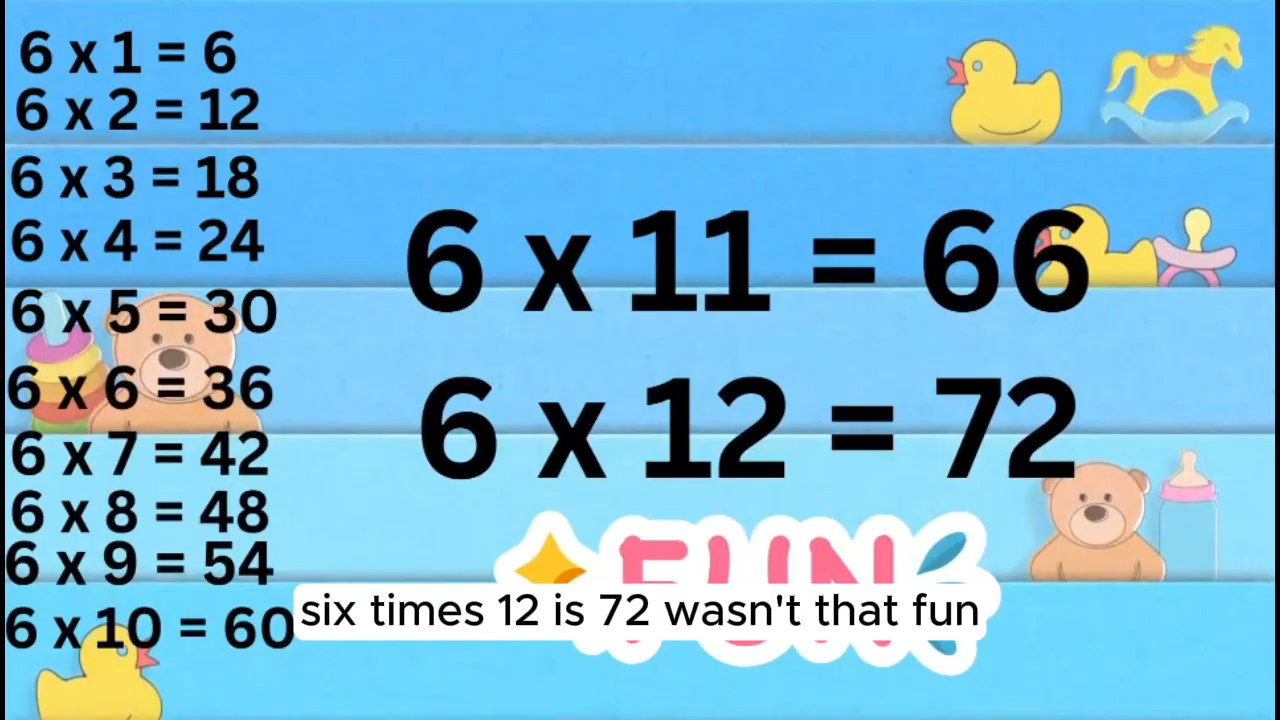 6 x 1 = 6
6 x 2 = 12
6 x 3 = 18
6 x 4 = 24
6 x 5 = 30
6 x 6 = 36
6 x 7 = 42
6 x 8 = 48
6 x 9 = 54
6 x 10 = 60
6 x 11 = 66
6 x 12 = 72
FUN
six times 12 is 72 wasn't that fun